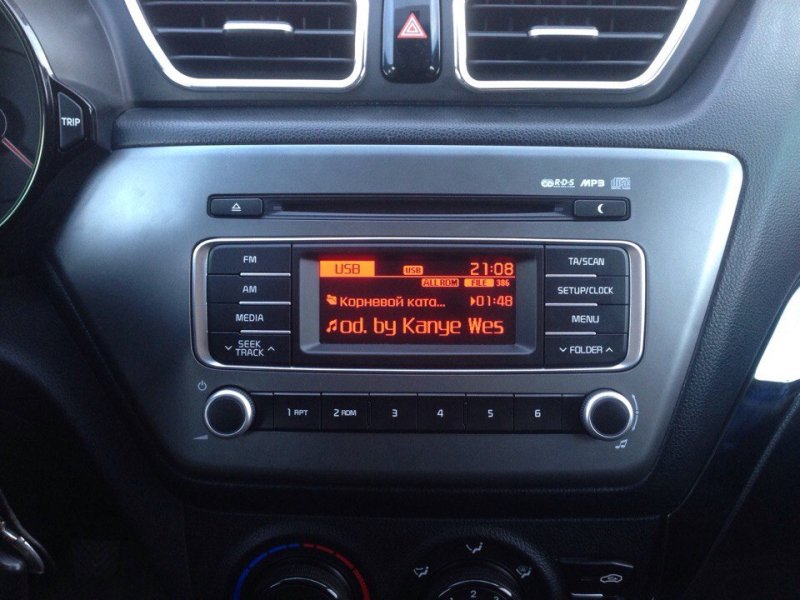 TRIP
R·D·S MP3
FM
AM
MEDIA
SEEK
TRACK
USB USB 21:08
ALL RDM FILE 386
Корневой ката... 01:48
od. by Kanye Wes
TA/SCAN
SETUP/CLOCK
MENU
FOLDER
1 RPT 2 RDM 3 4 5 6